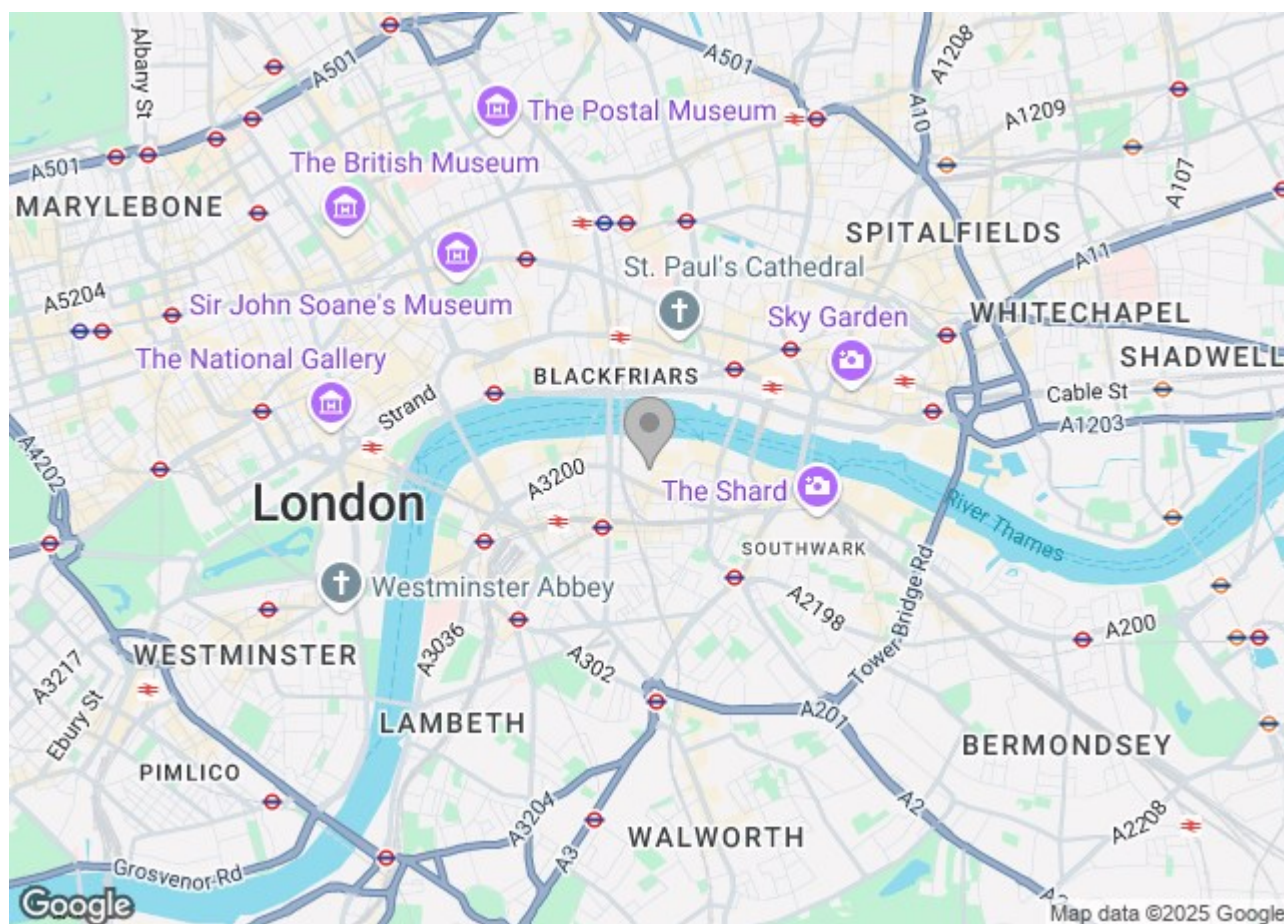 Albany St
A501
A501
A1208
A10
A1209
The Postal Museum
A501
The British Museum
A107
MARYLEBONE
SPITALFIELDS
A11
St. Paul's Cathedral
A5204
Sir John Soane's Museum
Sky Garden
WHITECHAPEL
The National Gallery
SHADWELL
BLACKFRIARS
Strand
Cable St
A1203
A4202
A3200
London
The Shard
River Thames
SOUTHWARK
Westminster Abbey
A2198
Tower Bridge Rd
A200
A3036
A302
WESTMINSTER
A3217
Ebury St
LAMBETH
A201
BERMONDSEY
PIMLICO
A2
A3204
A2208
WALWORTH
A3
Grosvenor Rd
Google
Map data ©2025 Google